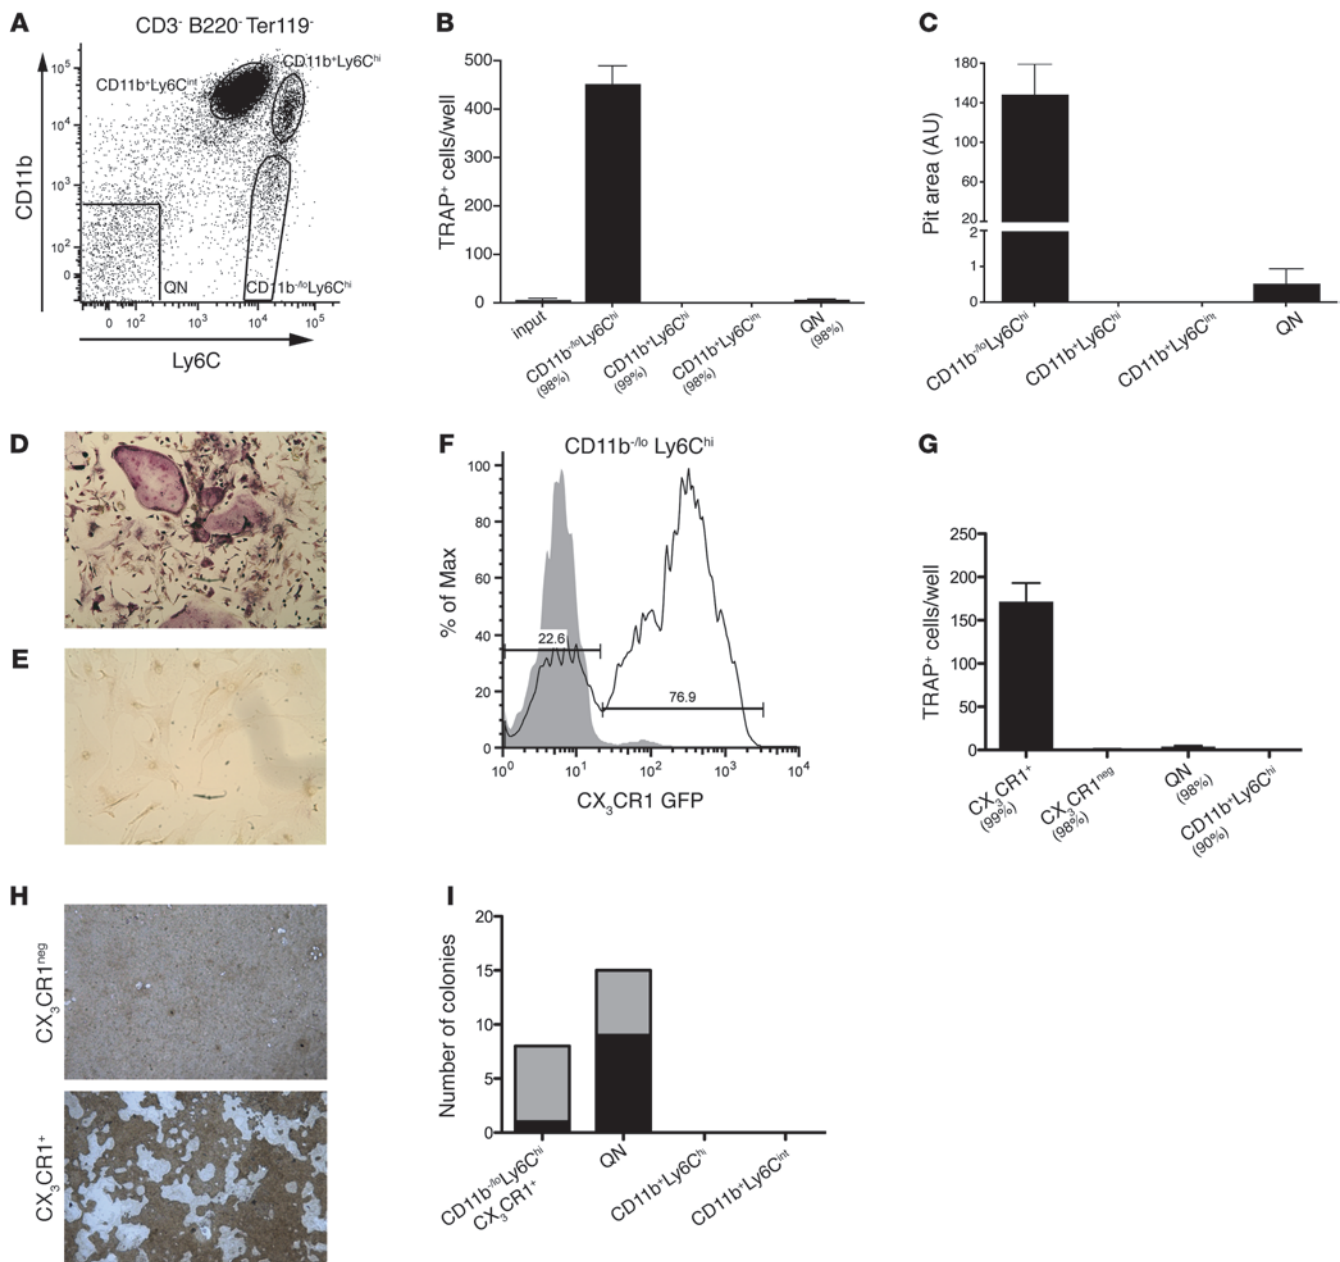 A
CD3⁻ B220⁻ Ter119⁻
CD11b⁺Ly6Cʰⁱ
CD11b⁺Ly6Cⁱⁿᵗ
10⁵
10⁴
10³
10²
0
CD11b
QN
CD11b⁻/ˡᵒLy6Cʰⁱ
0 10² 10³ 10⁴ 10⁵
Ly6C
B
500
400
300
200
100
0
TRAP⁺ cells/well
input
CD11b⁻/ˡᵒLy6Cʰⁱ
(98%)
CD11b⁺Ly6Cʰⁱ
(99%)
CD11b⁺Ly6Cⁱⁿᵗ
(98%)
QN
(98%)
C
180
140
100
60
20
2
1
0
Pit area (AU)
CD11b⁻/ˡᵒLy6Cʰⁱ
CD11b⁺Ly6Cʰⁱ
CD11b⁺Ly6Cⁱⁿᵗ
QN
D
E
F
CD11b⁻/ˡᵒ Ly6Cʰⁱ
100
80
60
40
20
0
% of Max
22.6
76.9
10⁰ 10¹ 10² 10³ 10⁴
CX₃CR1 GFP
G
250
200
150
100
50
0
TRAP⁺ cells/well
CX₃CR1⁺
(99%)
CX₃CR1ⁿᵉᵍ
(98%)
QN
(98%)
CD11b⁺Ly6Cʰⁱ
(90%)
H
CX₃CR1ⁿᵉᵍ
CX₃CR1⁺
I
20
15
10
5
0
Number of colonies
CD11b⁻/ˡᵒLy6Cʰⁱ
CX₃CR1⁺
QN
CD11b⁺Ly6Cʰⁱ
CD11b⁺Ly6Cⁱⁿᵗ